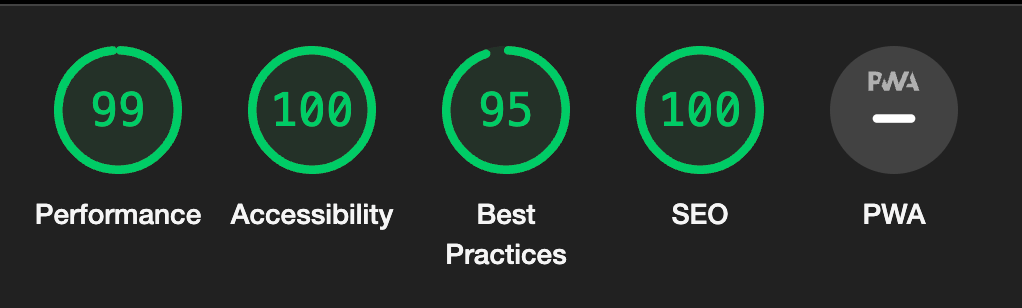 99
100
95
100
PWA
Performance
Accessibility
Best
Practices
SEO
PWA